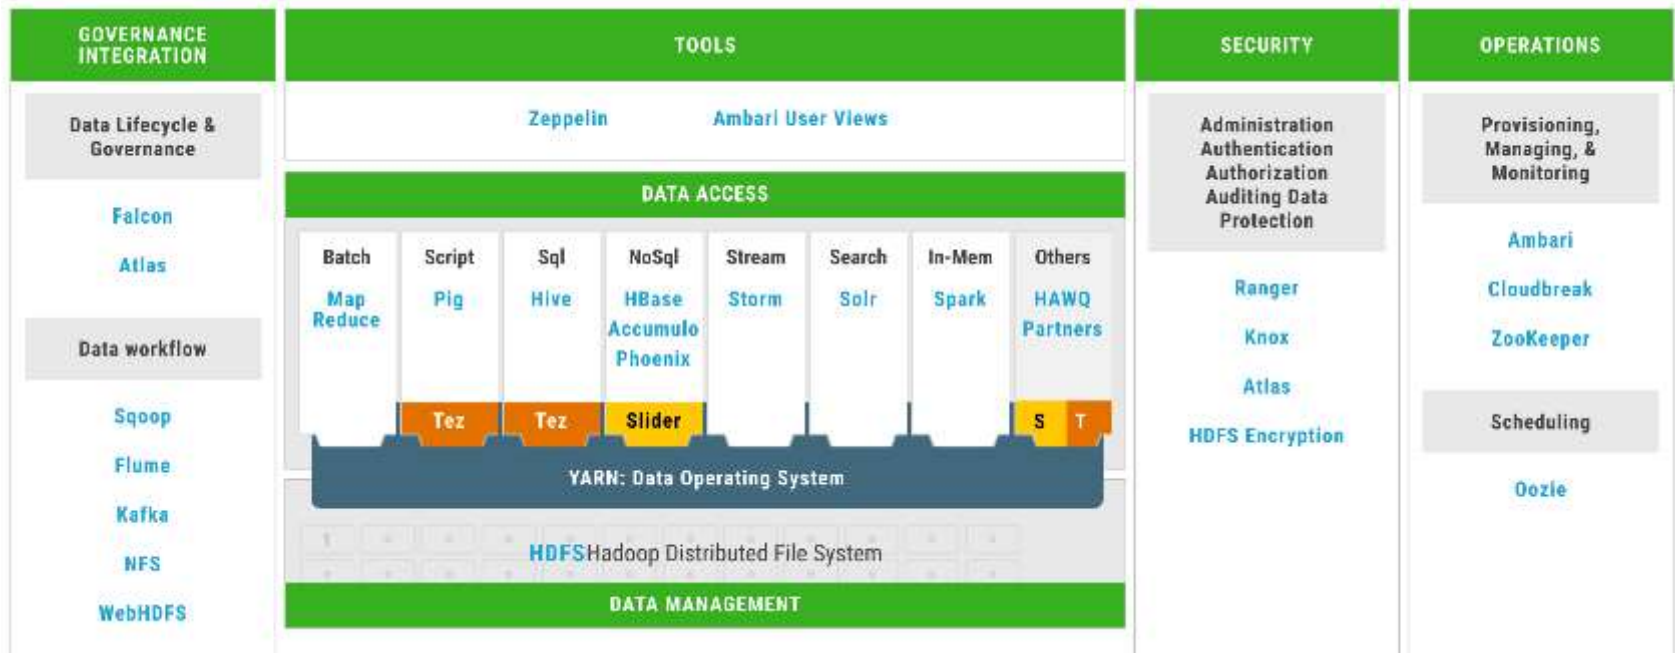 GOVERNANCE
INTEGRATION
Data Lifecycle &
Governance
Falcon
Atlas
Data workflow
Sqoop
Flume
Kafka
NFS
WebHDFS
TOOLS
Zeppelin
Ambari User Views
DATA ACCESS
Batch
Map
Reduce
Script
Pig
Sql
Hive
NoSql
HBase
Accumulo
Phoenix
Stream
Storm
Search
Solr
In-Mem
Spark
Others
HAWQ
Partners
Tez
Tez
Slider
S
T
YARN: Data Operating System
HDFSHadoop Distributed File System
DATA MANAGEMENT
SECURITY
Administration
Authentication
Authorization
Auditing Data
Protection
Ranger
Knox
Atlas
HDFS Encryption
OPERATIONS
Provisioning,
Managing, &
Monitoring
Ambari
Cloudbreak
ZooKeeper
Scheduling
Oozie